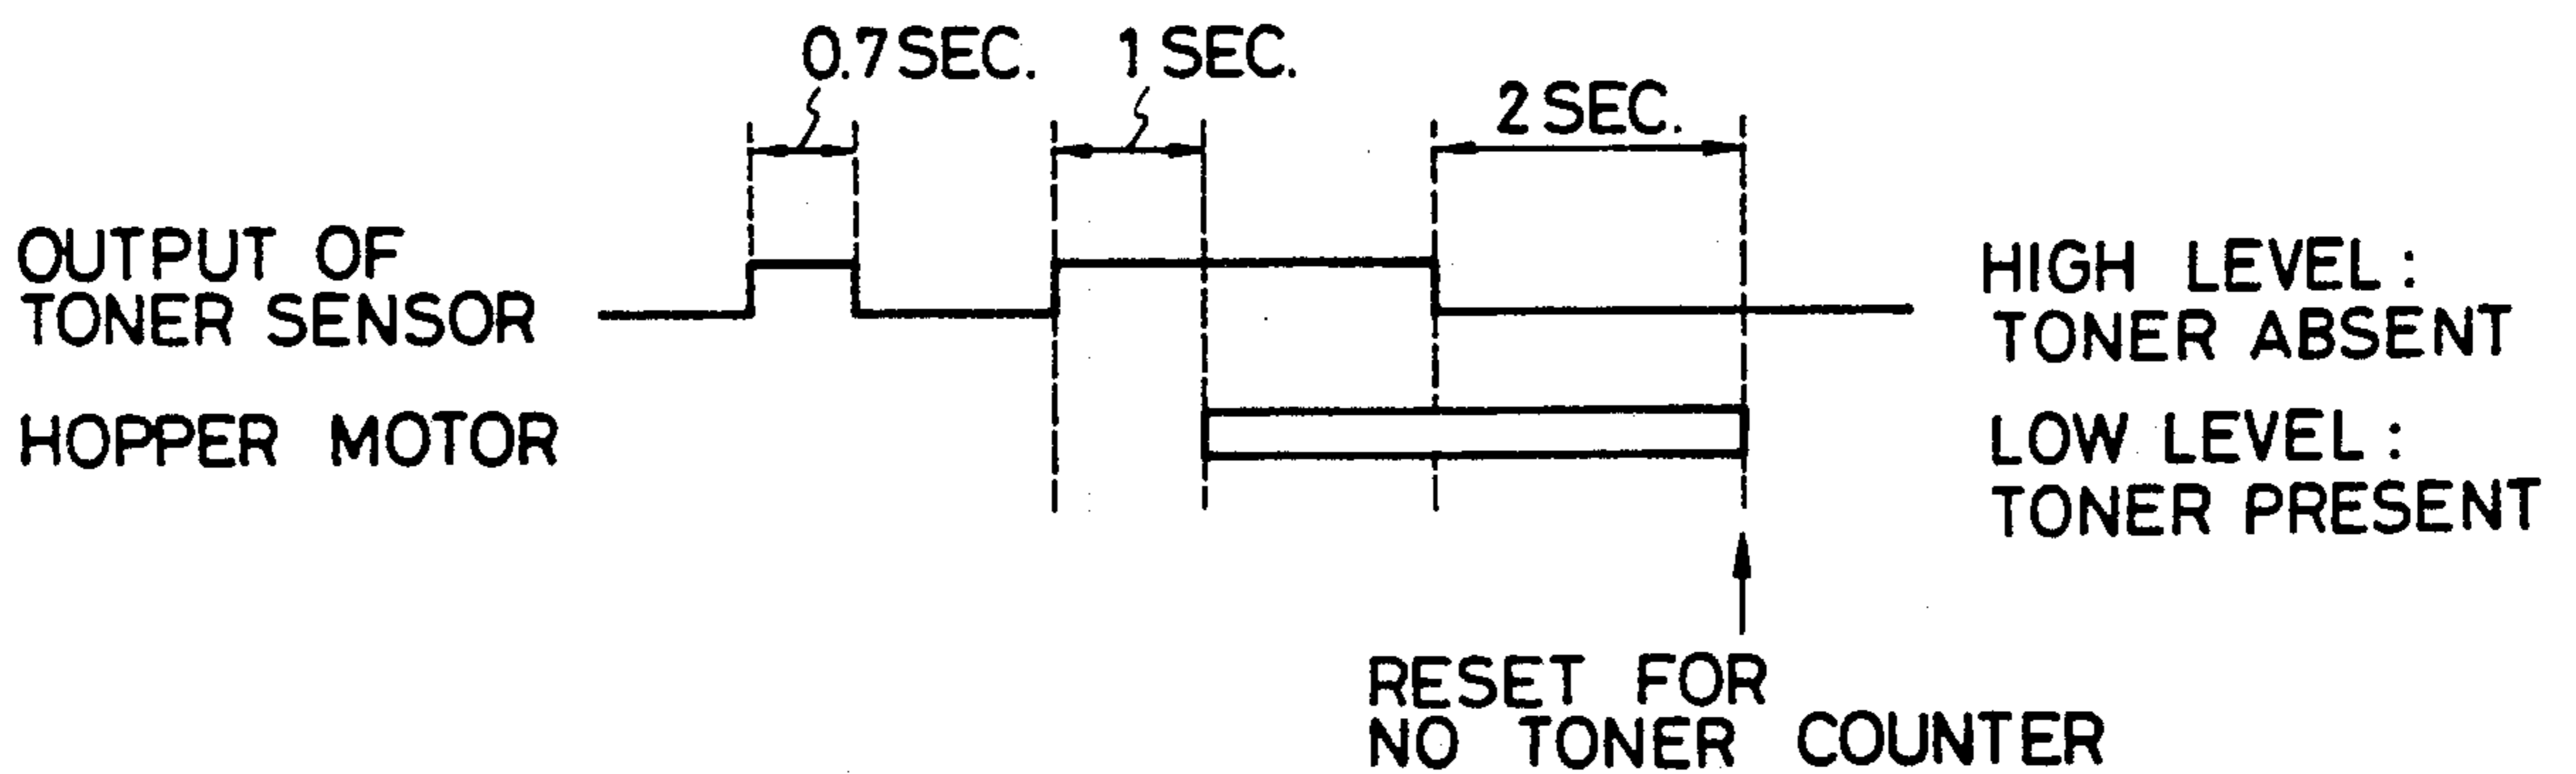 0.7 SEC.
1 SEC.
2 SEC.
OUTPUT OF
TONER SENSOR
HOPPER MOTOR
HIGH LEVEL :
TONER ABSENT
LOW LEVEL :
TONER PRESENT
RESET FOR
NO TONER COUNTER